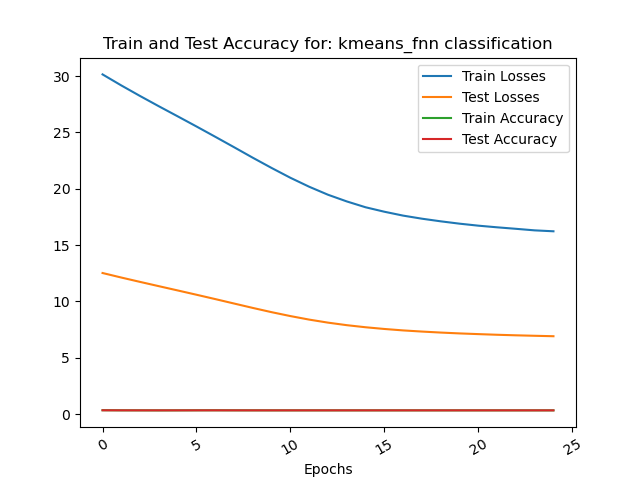 Train and Test Accuracy for: kmeans_fnn classification
30
25
20
15
10
5
0
Train Losses
Test Losses
Train Accuracy
Test Accuracy
0
5
10
15
20
25
Epochs